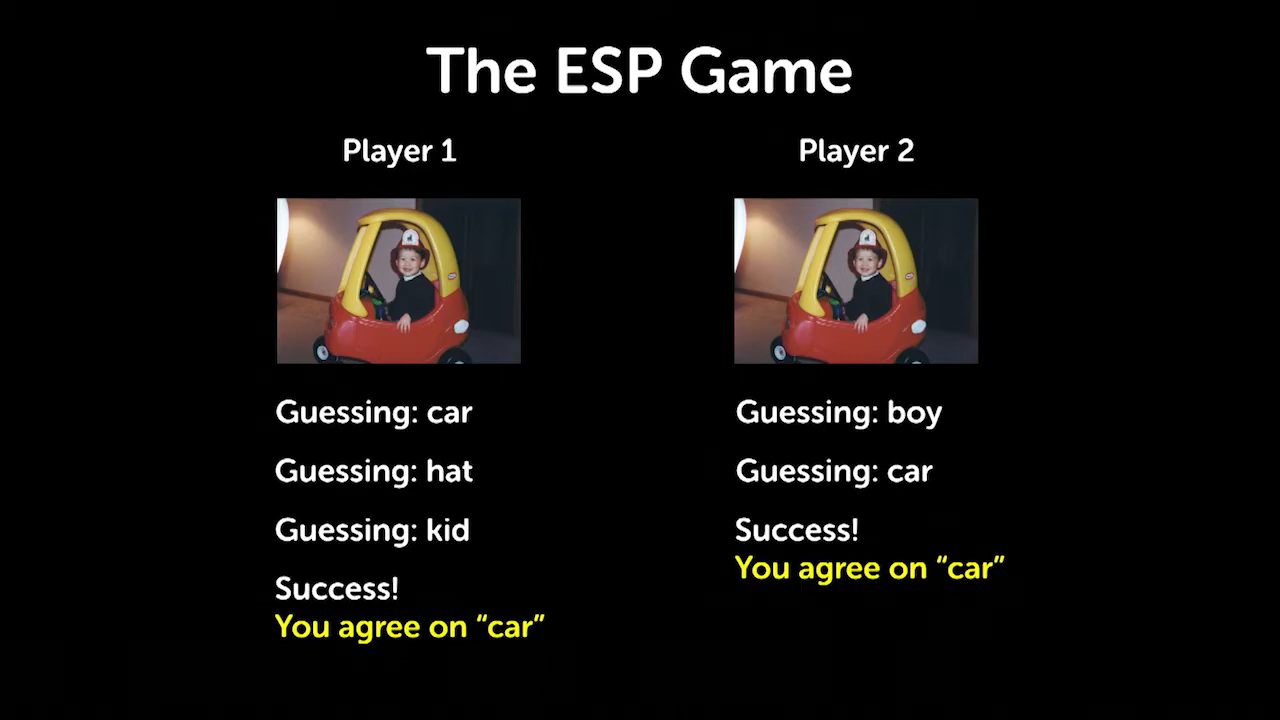 The ESP Game
Player 1
Guessing: car
Guessing: hat
Guessing: kid
Success!
You agree on “car”
Player 2
Guessing: boy
Guessing: car
Success!
You agree on “car”